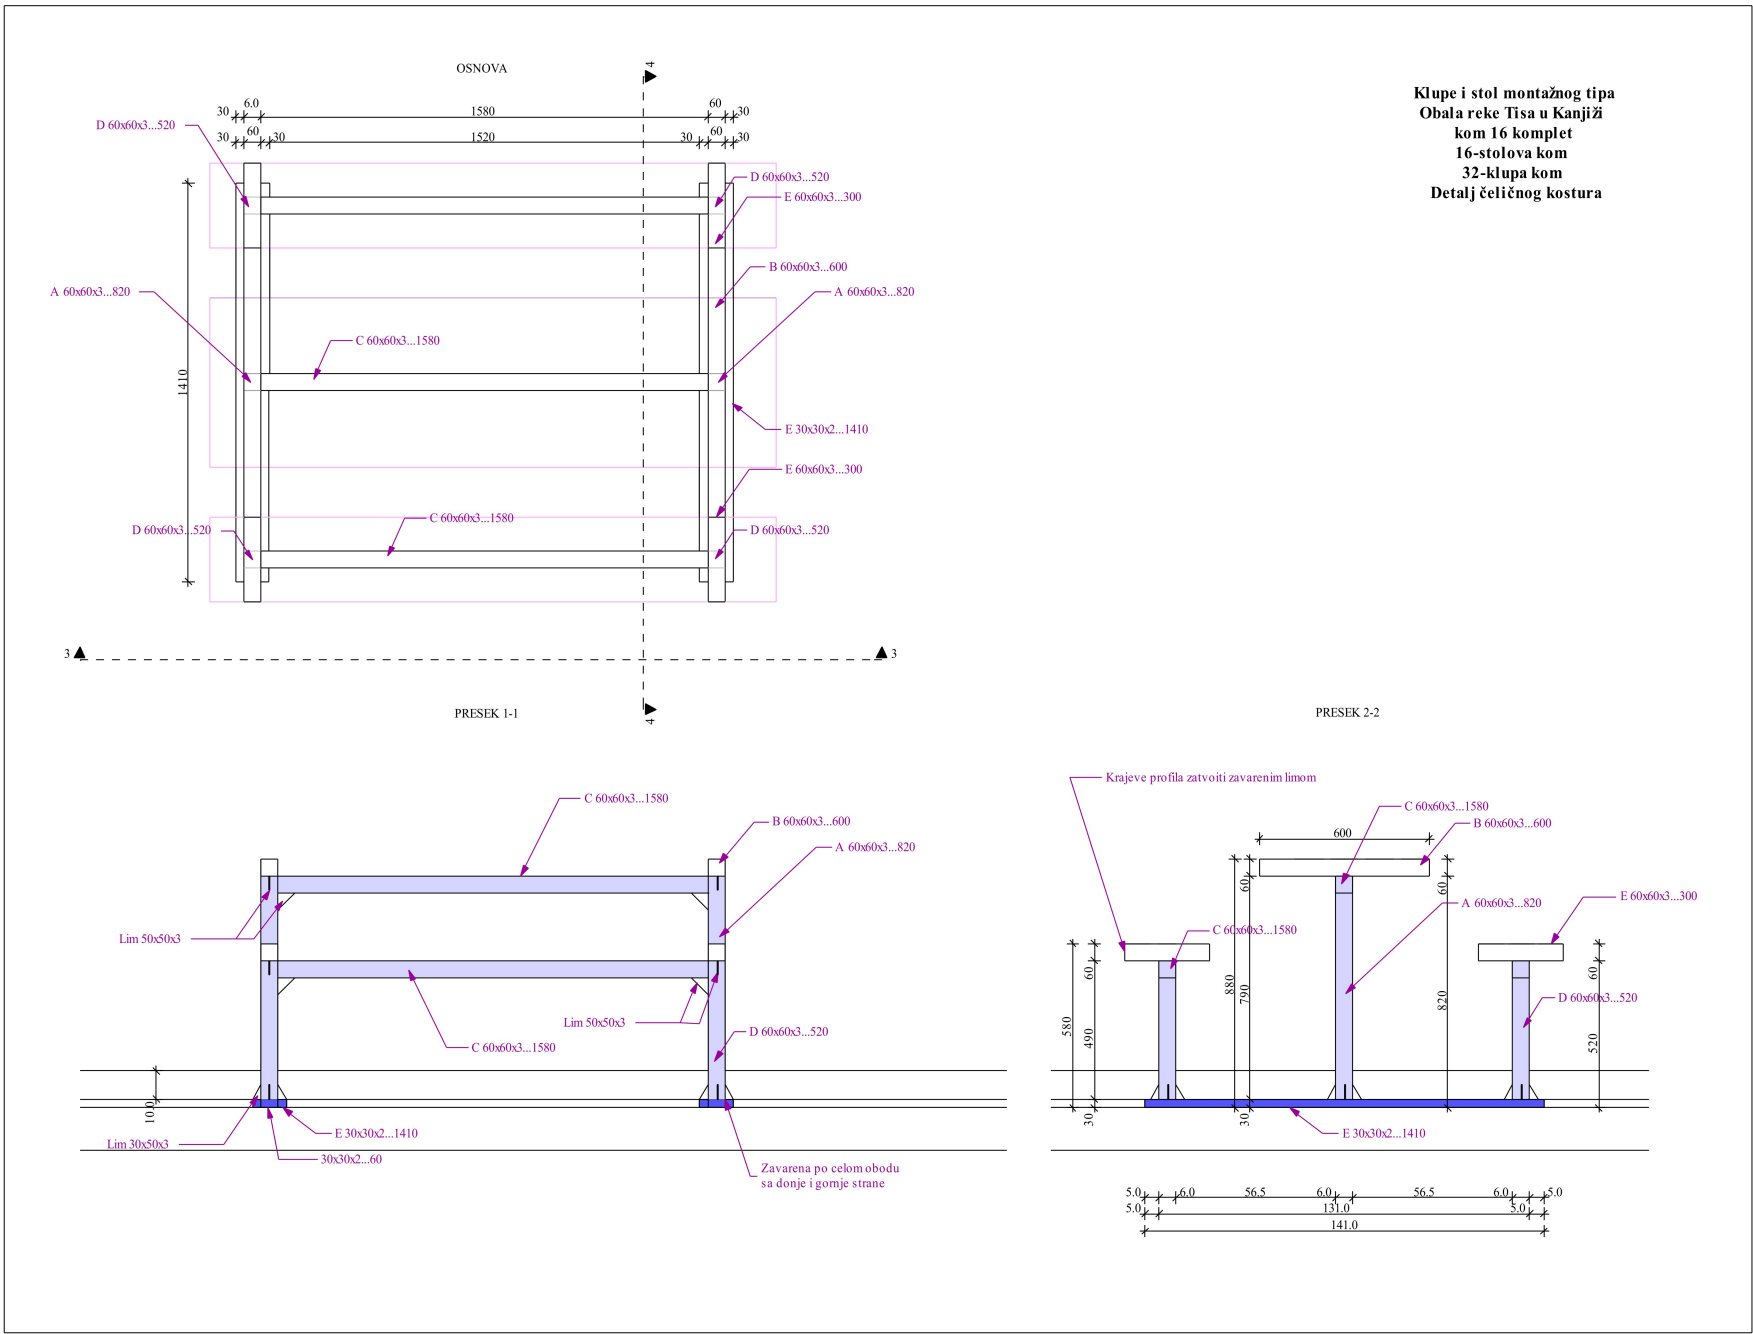 OSNOVA
4
Klupe i stol montažnog tipa
Obala reke Tisa u Kanjiži
kom 16 komplet
16-stolova kom
32-klupa kom
Detalj čeličnog kostura
30
6.0
1580
60
30
D 60x60x3...520
30
60
30
1520
30
60
30
D 60x60x3...520
E 60x60x3...300
B 60x60x3...600
A 60x60x3...820
A 60x60x3...820
C 60x60x3...1580
1410
E 30x30x2...1410
E 60x60x3...300
C 60x60x3...1580
D 60x60x3...520
D 60x60x3...520
3
3
4
PRESEK 1-1
C 60x60x3...1580
B 60x60x3...600
A 60x60x3...820
Lim 50x50x3
Lim 50x50x3
D 60x60x3...520
C 60x60x3...1580
10.0
E 30x30x2...1410
Lim 30x50x3
30x30x2...60
Zavarena po celom obodu
sa donje i gornje strane
PRESEK 2-2
Krajeve profila zatvoiti zavarenim limom
C 60x60x3...1580
B 60x60x3...600
600
60
60
E 60x60x3...300
A 60x60x3...820
C 60x60x3...1580
60
60
880
790
820
D 60x60x3...520
580
490
520
30
30
E 30x30x2...1410
5.0
6.0
56.5
6.0
56.5
6.0
5.0
5.0
131.0
5.0
141.0